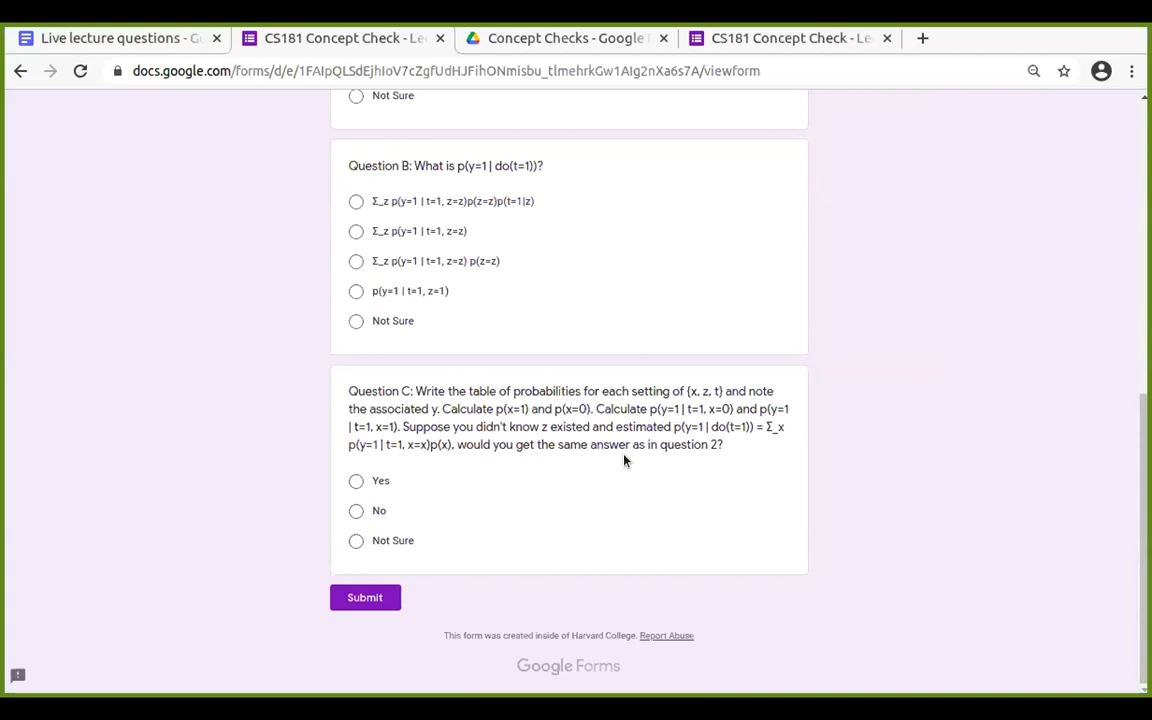 Live lecture questions - G
CS181 Concept Check - Le
Concept Checks - Google
CS181 Concept Check - Le
docs.google.com/forms/d/e/1FAIpQLSdEjhIoV7cZgfUdHJFihONmisbu_tlmehrkGw1AIg2nXa6s7A/viewform
Not Sure
Question B: What is p(y=1 | do(t=1))?
Σ_z p(y=1 | t=1, z=z)p(z=z)p(t=1|z)
Σ_z p(y=1 | t=1, z=z)
Σ_z p(y=1 | t=1, z=z) p(z=z)
p(y=1 | t=1, z=1)
Not Sure
Question C: Write the table of probabilities for each setting of {x, z, t} and note
the associated y. Calculate p(x=1) and p(x=0). Calculate p(y=1 | t=1, x=0) and p(y=1
| t=1, x=1). Suppose you didn't know z existed and estimated p(y=1 | do(t=1)) = Σ_x
p(y=1 | t=1, x=x)p(x), would you get the same answer as in question 2?
Yes
No
Not Sure
Submit
This form was created inside of Harvard College. Report Abuse
Google Forms